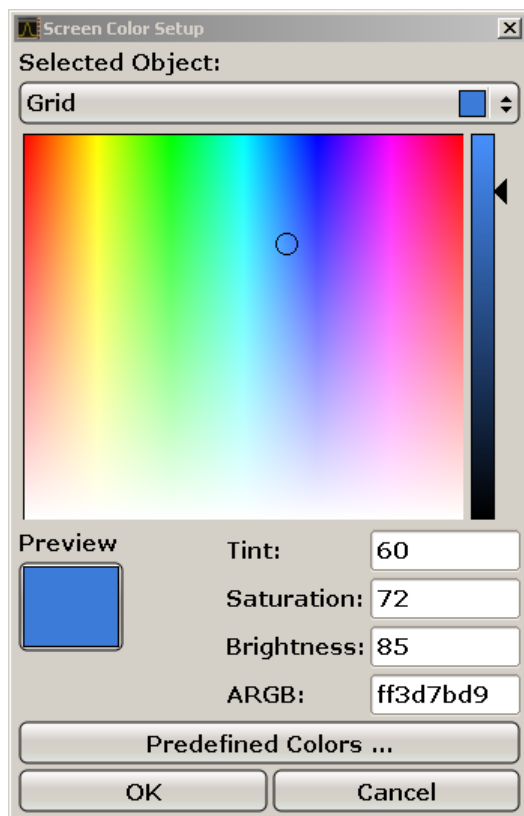 Screen Color Setup
Selected Object:
Grid
Preview
Tint: 60
Saturation: 72
Brightness: 85
ARGB: ff3d7bd9
Predefined Colors ...
OK Cancel